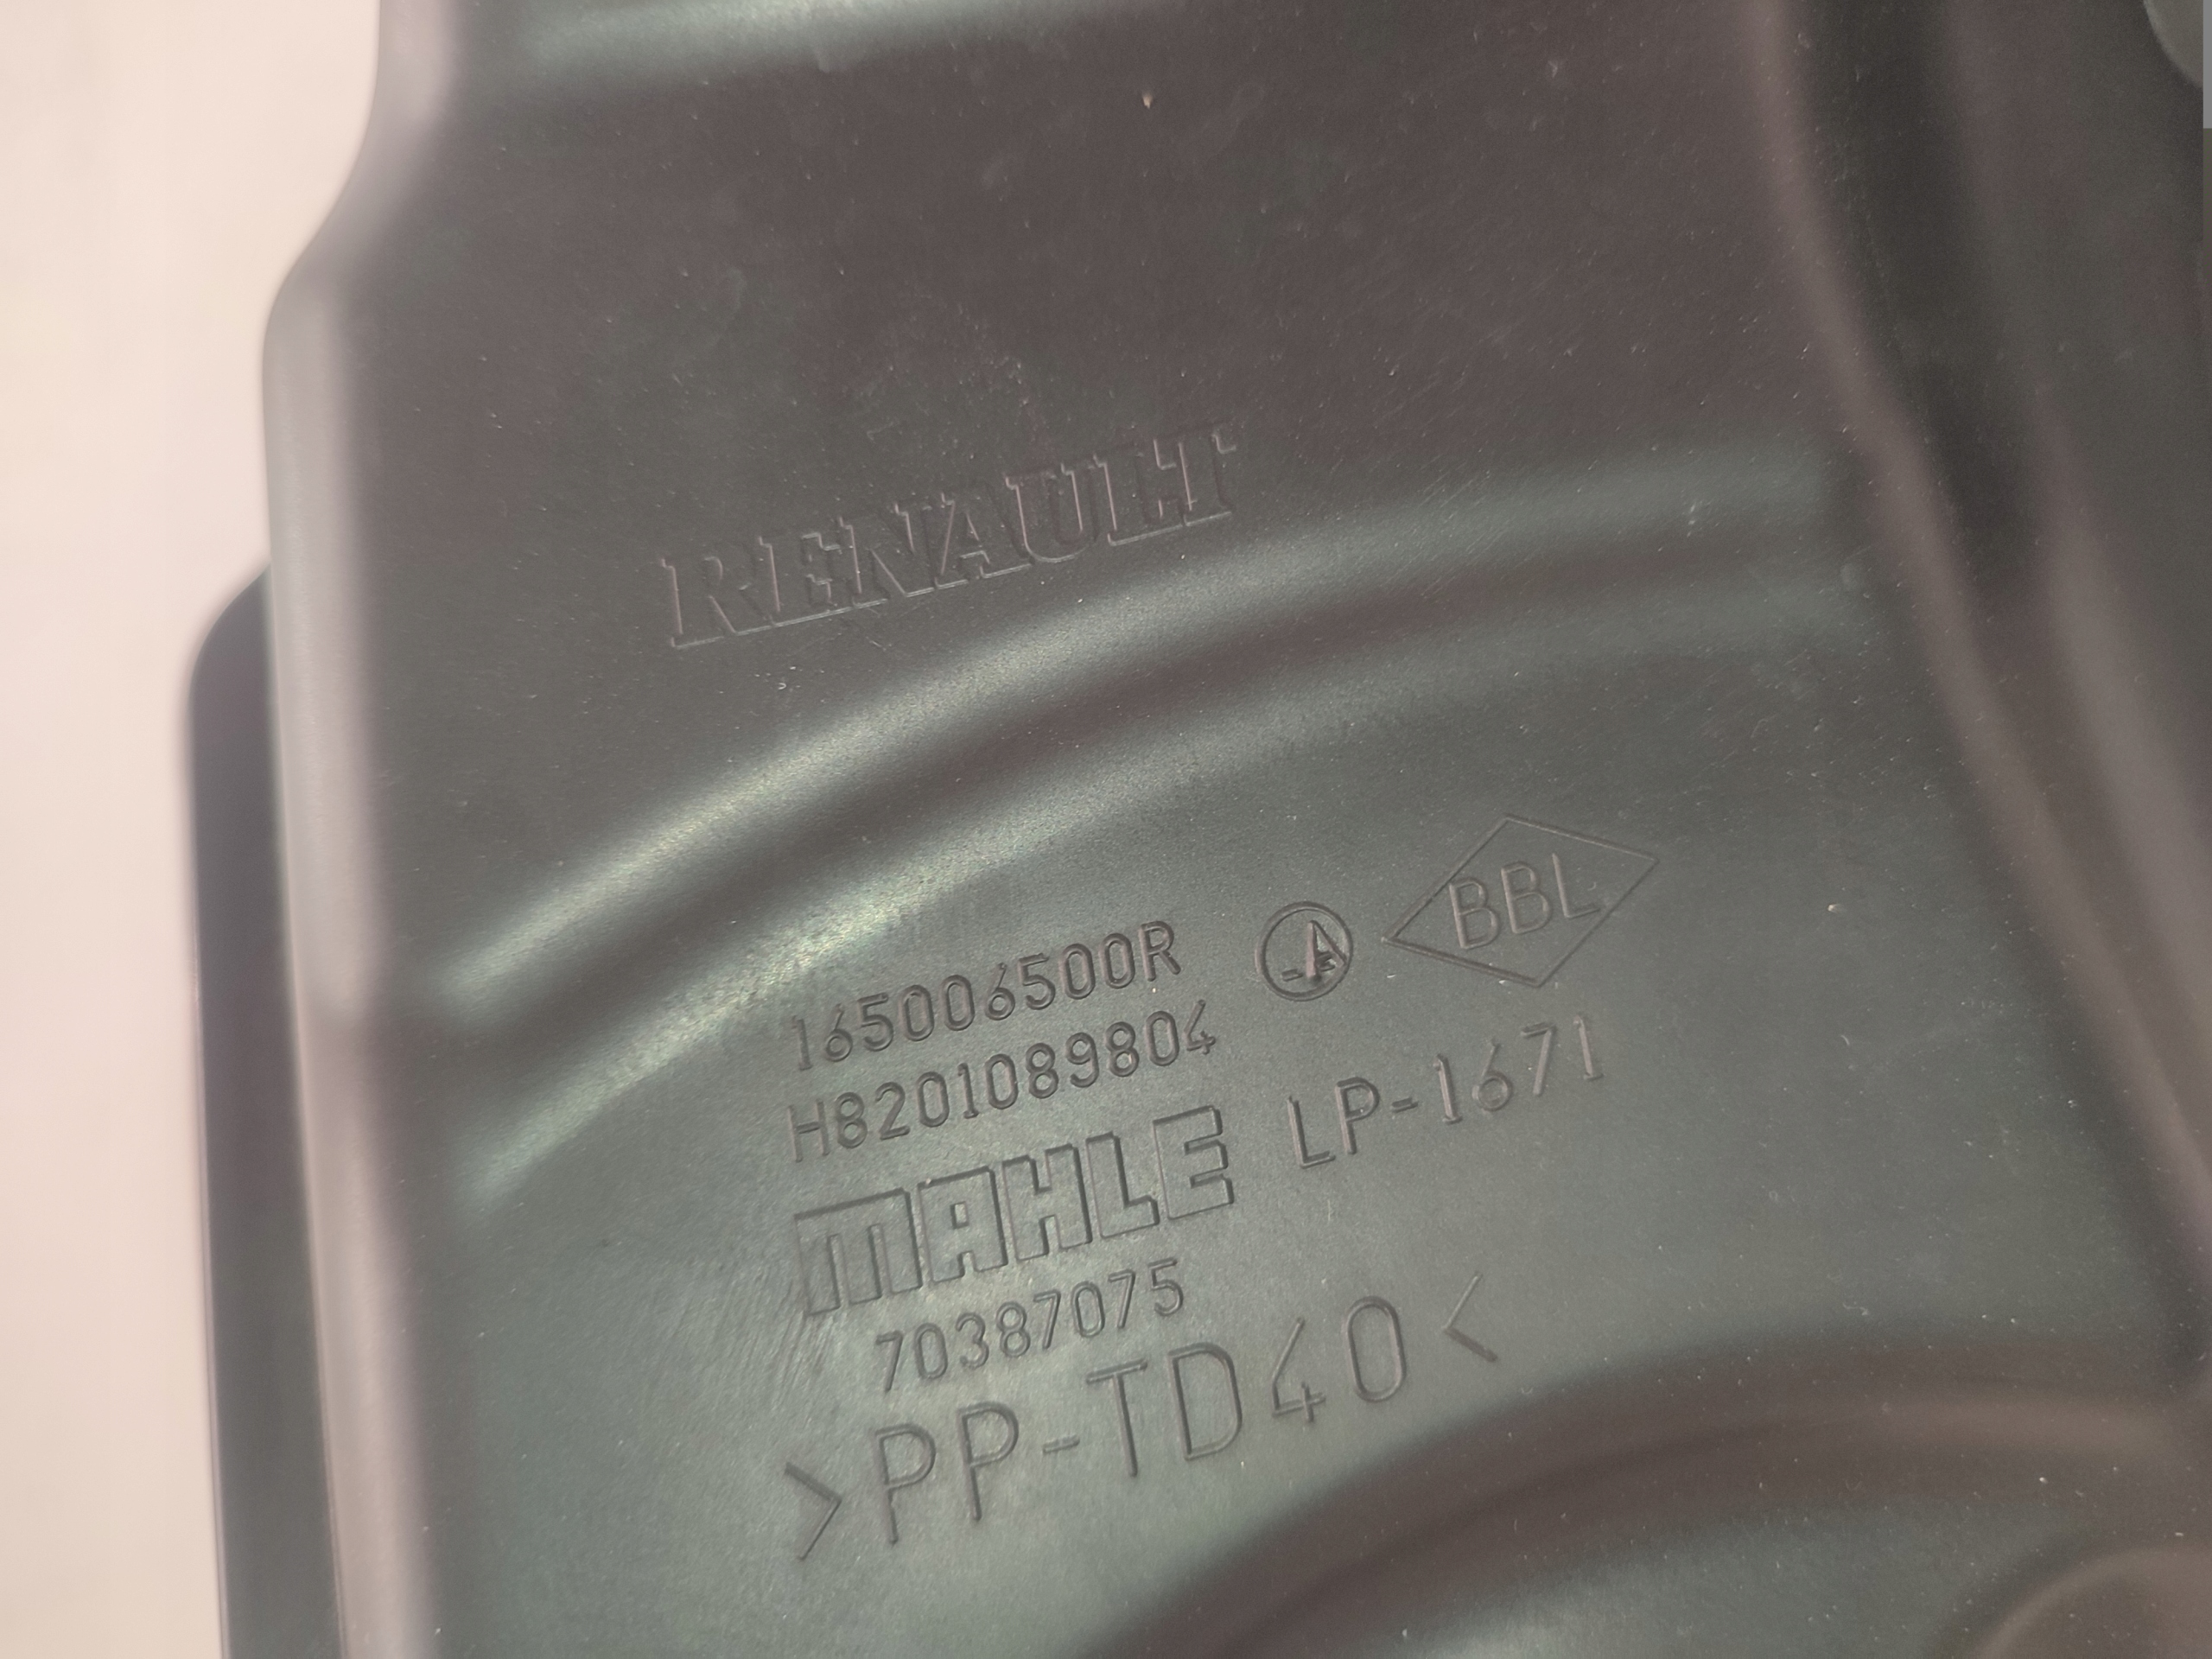 RENAULT
165006500R -A BBL
H8201089804
MAHLE LP-1671
70387075
>PP-TD40<